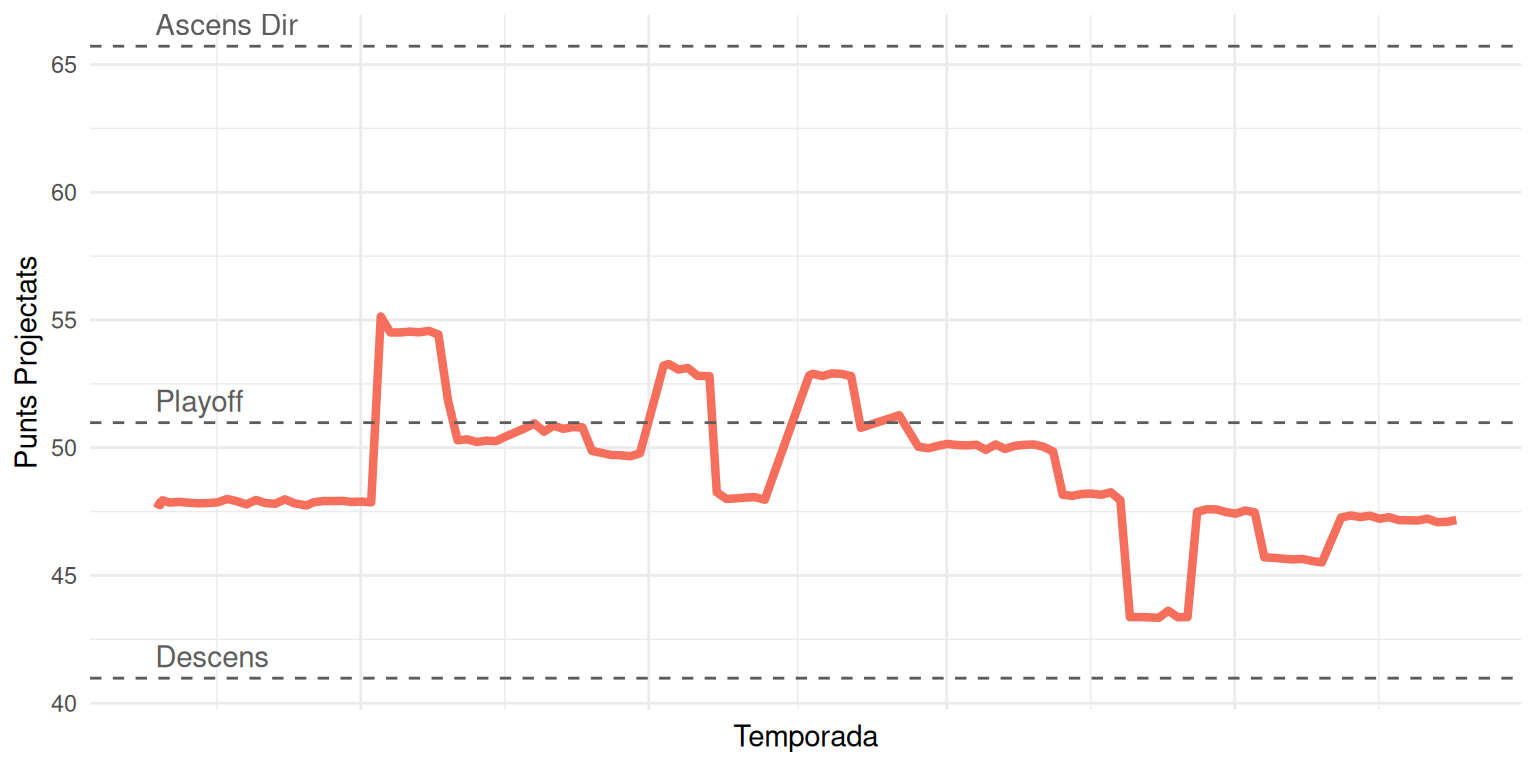 Ascens Dir
65
60
55
Playoff
50
45
Descens
40
Punts Projectats
Temporada